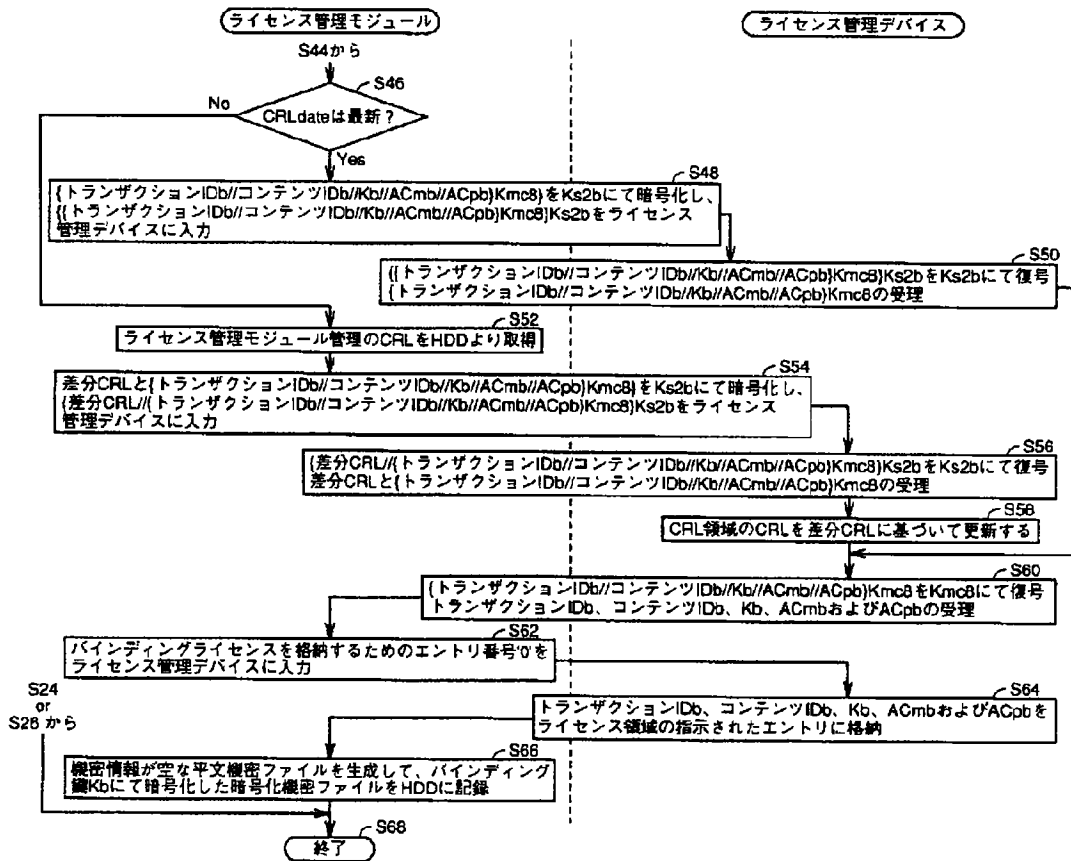 ライセンス管理モジュール
ライセンス管理デバイス
S44から
S46
CRLdateは最新？
No
Yes
S48
{トランザクションIDb//コンテンツIDb//Kb//ACmb//ACpb}Kmc8}をKs2bにて暗号化し、
{{トランザクションIDb//コンテンツIDb//Kb//ACmb//ACpb}Kmc8}Ks2bをライセンス
管理デバイスに入力
S50
{{トランザクションIDb//コンテンツIDb//Kb//ACmb//ACpb}Kmc8}Ks2bをKs2bにて復号
{トランザクションIDb//コンテンツIDb//Kb//ACmb//ACpb}Kmc8の受理
S52
ライセンス管理モジュール管理のCRLをHDDより取得
S54
差分CRLと{トランザクションIDb//コンテンツIDb//Kb//ACmb//ACpb}Kmc8}をKs2bにて暗号化し、
{差分CRL//{トランザクションIDb//コンテンツIDb//Kb//ACmb//ACpb}Kmc8}Ks2bをライセンス
管理デバイスに入力
S56
{差分CRL//{トランザクションIDb//コンテンツIDb//Kb//ACmb//ACpb}Kmc8}Ks2bをKs2bにて復号
差分CRLと{トランザクションIDb//コンテンツIDb//Kb//ACmb//ACpb}Kmc8の受理
S58
CRL領域のCRLを差分CRLに基づいて更新する
S60
{トランザクションIDb//コンテンツIDb//Kb//ACmb//ACpb}Kmc8をKmc8にて復号
トランザクションIDb、コンテンツIDb、Kb、ACmbおよびACpbの受理
S62
バインディングライセンスを格納するためのエントリ番号'0'を
ライセンス管理デバイスに入力
S64
トランザクションIDb、コンテンツIDb、Kb、ACmbおよびACpbを
ライセンス領域の指示されたエントリに格納
S24
or
S26から
S66
機密情報が空な平文機密ファイルを生成して、バインディング
鍵Kbにて暗号化した暗号化機密ファイルをHDDに記録
S68
終了